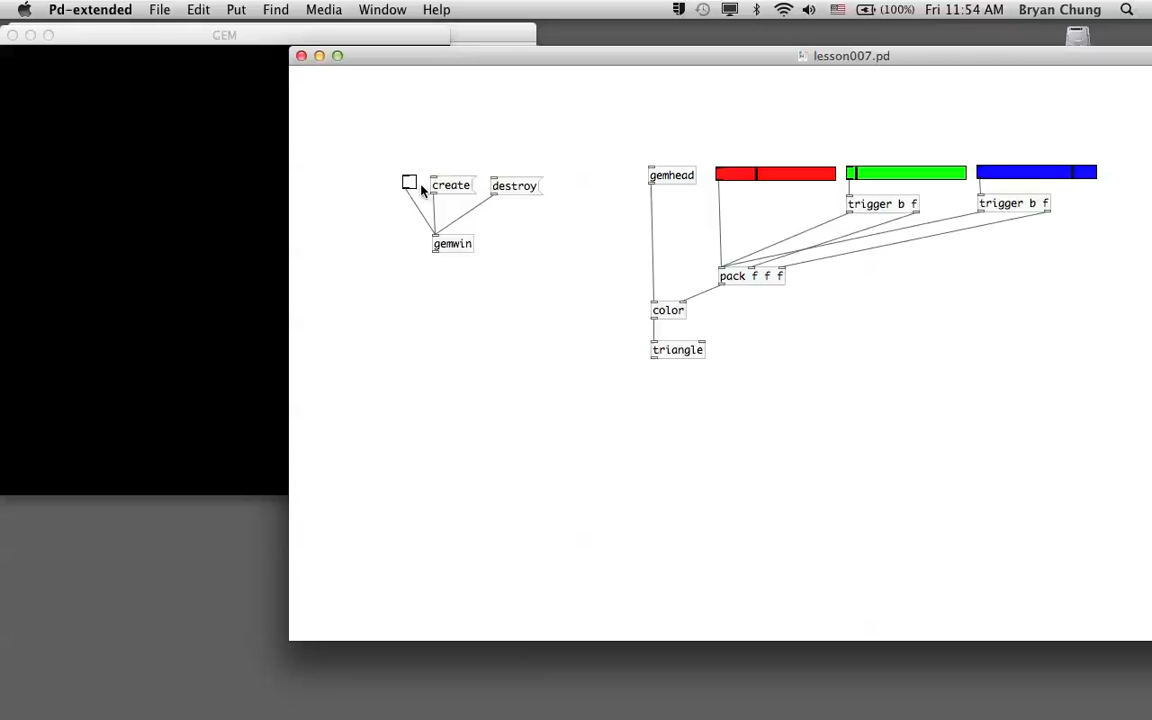 Pd-extended File Edit Put Find Media Window Help (100%) Fri 11:54 AM Bryan Chung
GEM
lesson007.pd
create
destroy
gemwin
gemhead
trigger b f
trigger b f
pack f f f
color
triangle